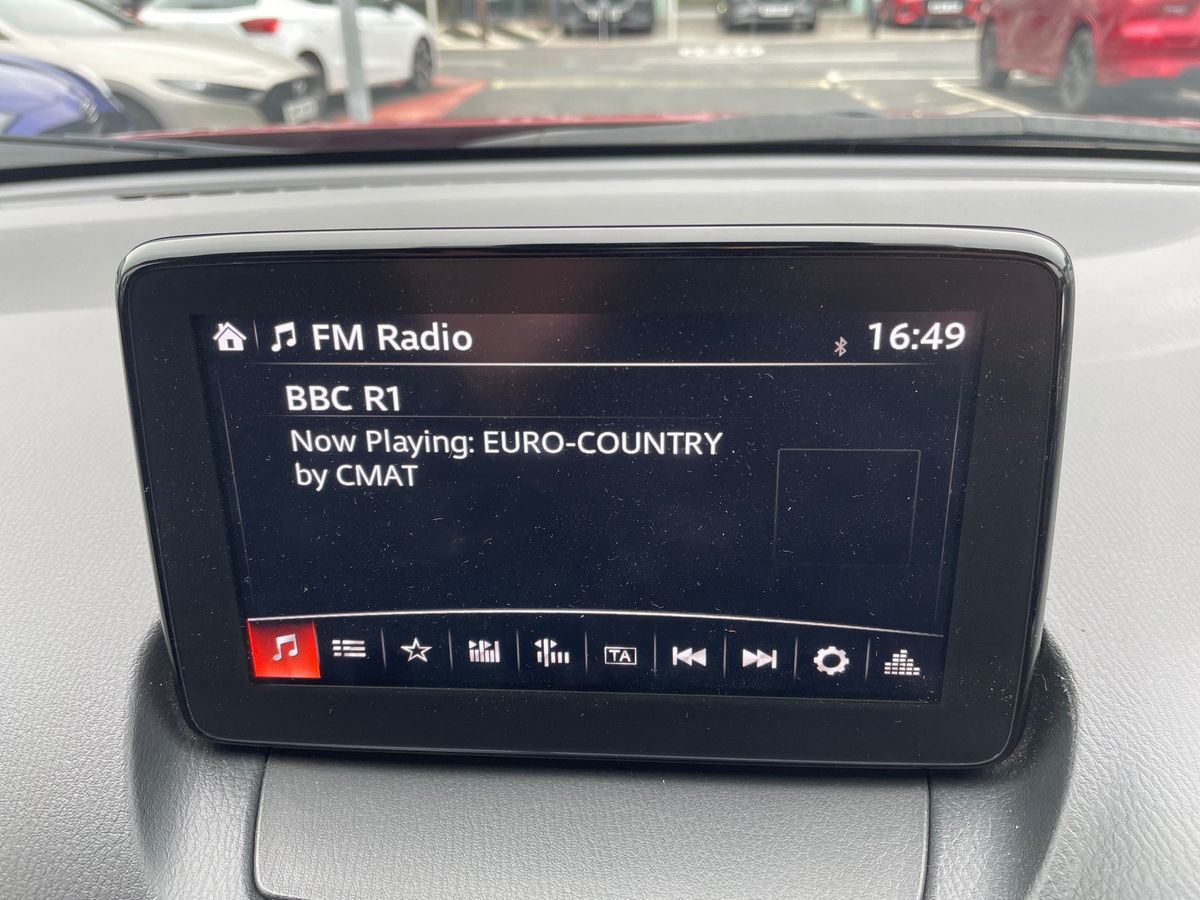 FM Radio
16:49
BBC R1
Now Playing: EURO-COUNTRY
by CMAT
TA